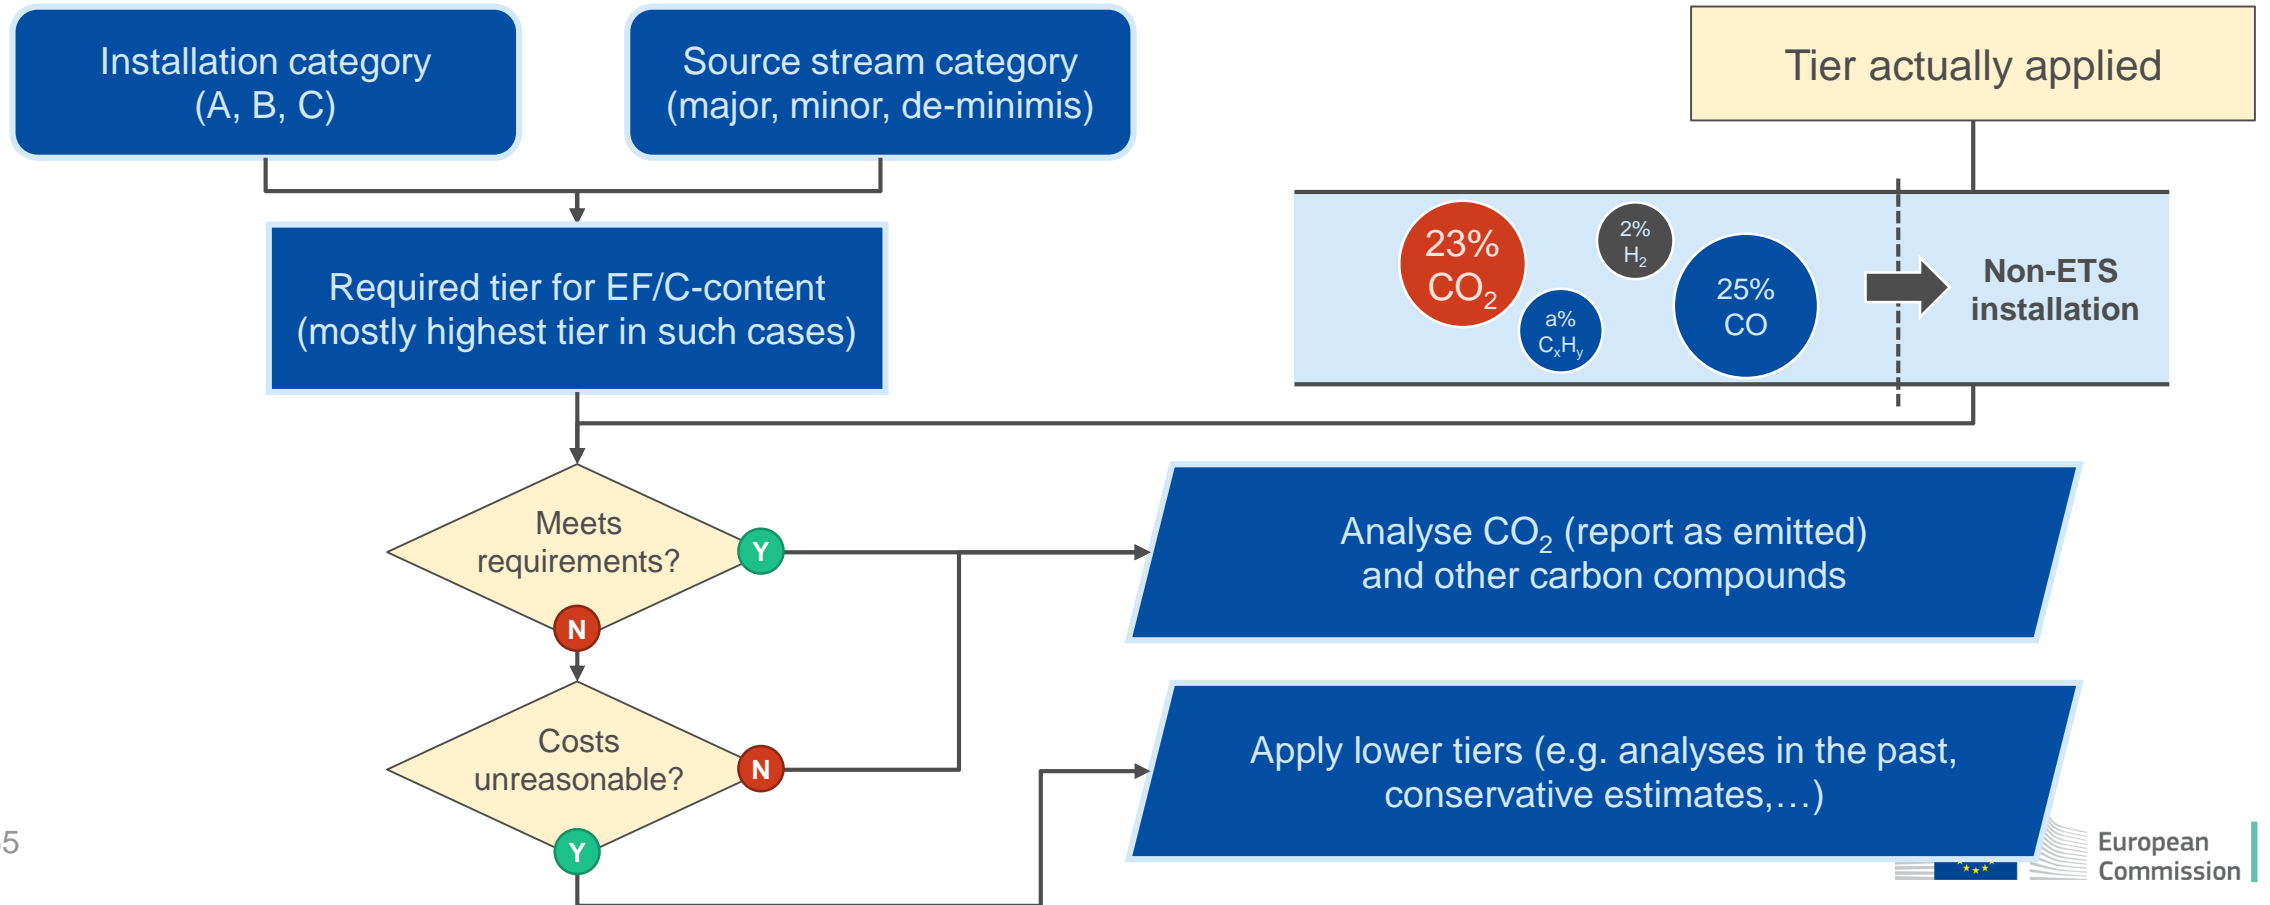 Installation category
(A, B, C)
Source stream category
(major, minor, de-minimis)
Tier actually applied
Required tier for EF/C-content
(mostly highest tier in such cases)
23%
CO₂
2%
H₂
a%
CₓHᵧ
25%
CO
Non-ETS
installation
Meets
requirements?
Y
N
Analyse CO₂ (report as emitted)
and other carbon compounds
Costs
unreasonable?
N
Y
Apply lower tiers (e.g. analyses in the past,
conservative estimates,…)
5
European
Commission